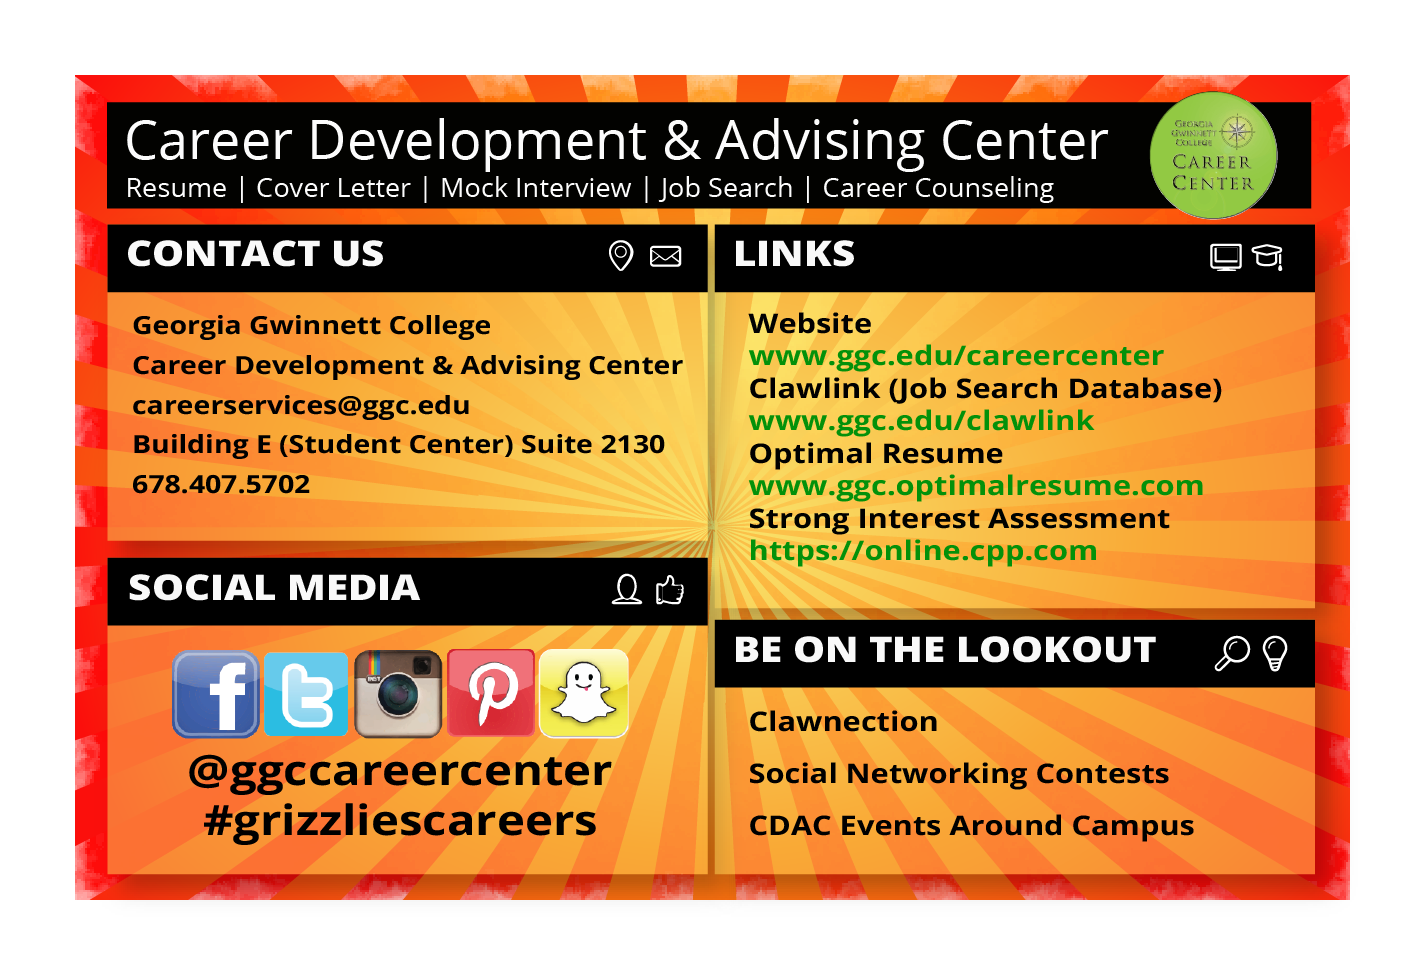 Career Development & Advising Center
Resume | Cover Letter | Mock Interview | Job Search | Career Counseling
GEORGIA
GWINNETT
COLLEGE
CAREER
CENTER
CONTACT US
Georgia Gwinnett College
Career Development & Advising Center
careerservices@ggc.edu
Building E (Student Center) Suite 2130
678.407.5702
LINKS
Website
www.ggc.edu/careercenter
Clawlink (Job Search Database)
www.ggc.edu/clawlink
Optimal Resume
www.ggc.optimalresume.com
Strong Interest Assessment
https://online.cpp.com
SOCIAL MEDIA
@ggccareercenter
#grizzliescareers
BE ON THE LOOKOUT
Clawnection
Social Networking Contests
CDAC Events Around Campus